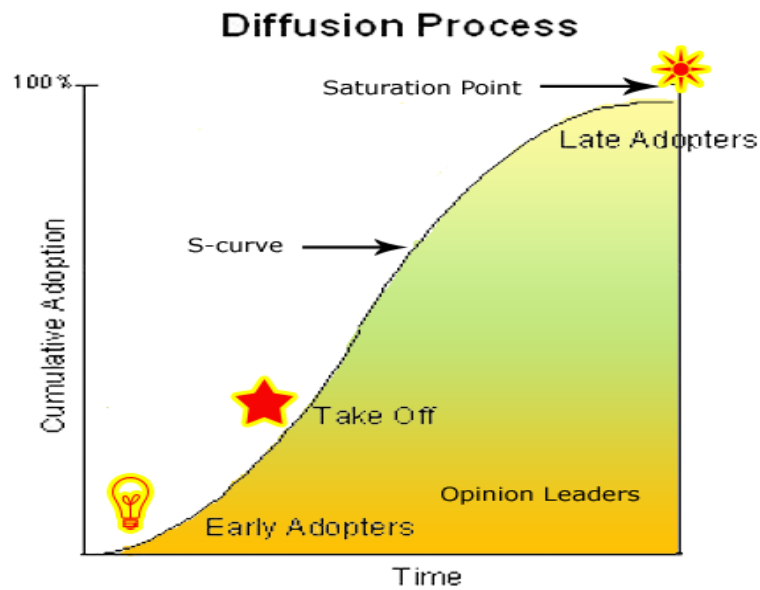 Diffusion Process
100%
Saturation Point
Late Adopters
S-curve
Cumulative Adoption
Take Off
Opinion Leaders
Early Adopters
Time